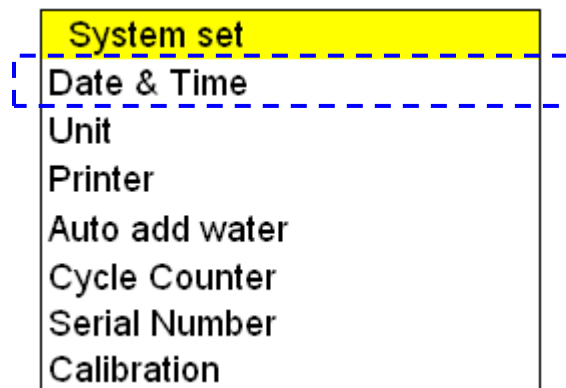 System set
Date & Time
Unit
Printer
Auto add water
Cycle Counter
Serial Number
Calibration